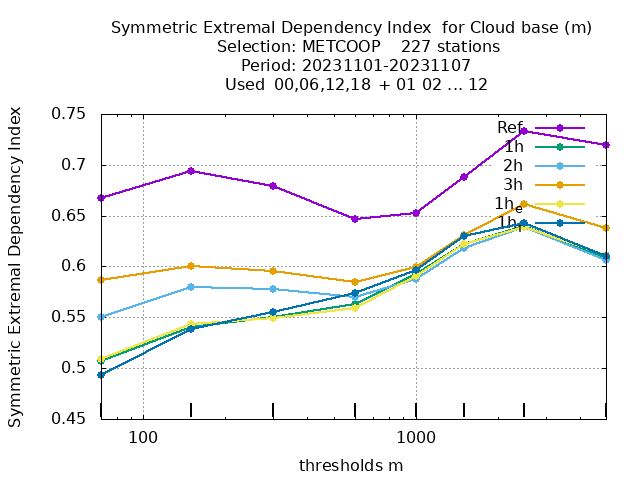 Symmetric Extremal Dependency Index for Cloud base (m)
Selection: METCOOP 227 stations
Period: 20231101-20231107
Used 00,06,12,18 + 01 02 ... 12
Symmetric Extremal Dependency Index
0.75
0.7
0.65
0.6
0.55
0.5
0.45
Ref
1h
2h
3h
1h_e
1h_f
100
1000
thresholds m